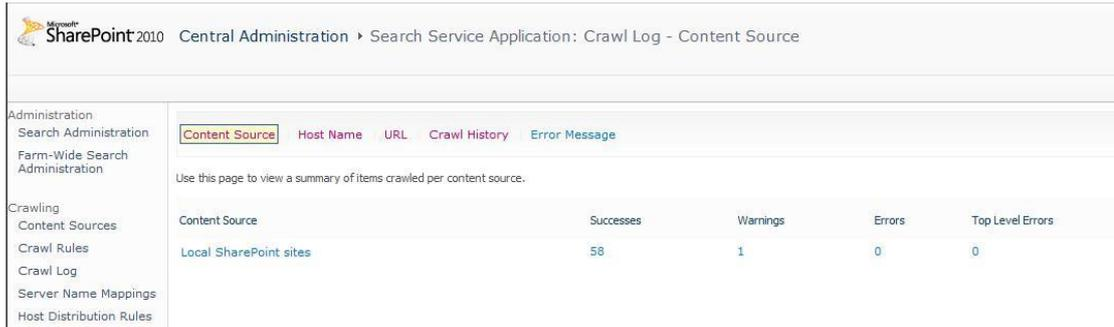 Microsoft®
SharePoint 2010 Central Administration ▸ Search Service Application: Crawl Log - Content Source
Administration
Search Administration
Farm-Wide Search
Administration
Crawling
Content Sources
Crawl Rules
Crawl Log
Server Name Mappings
Host Distribution Rules
Content Source Host Name URL Crawl History Error Message
Use this page to view a summary of items crawled per content source.
Content Source Successes Warnings Errors Top Level Errors
Local SharePoint sites 58 1 0 0